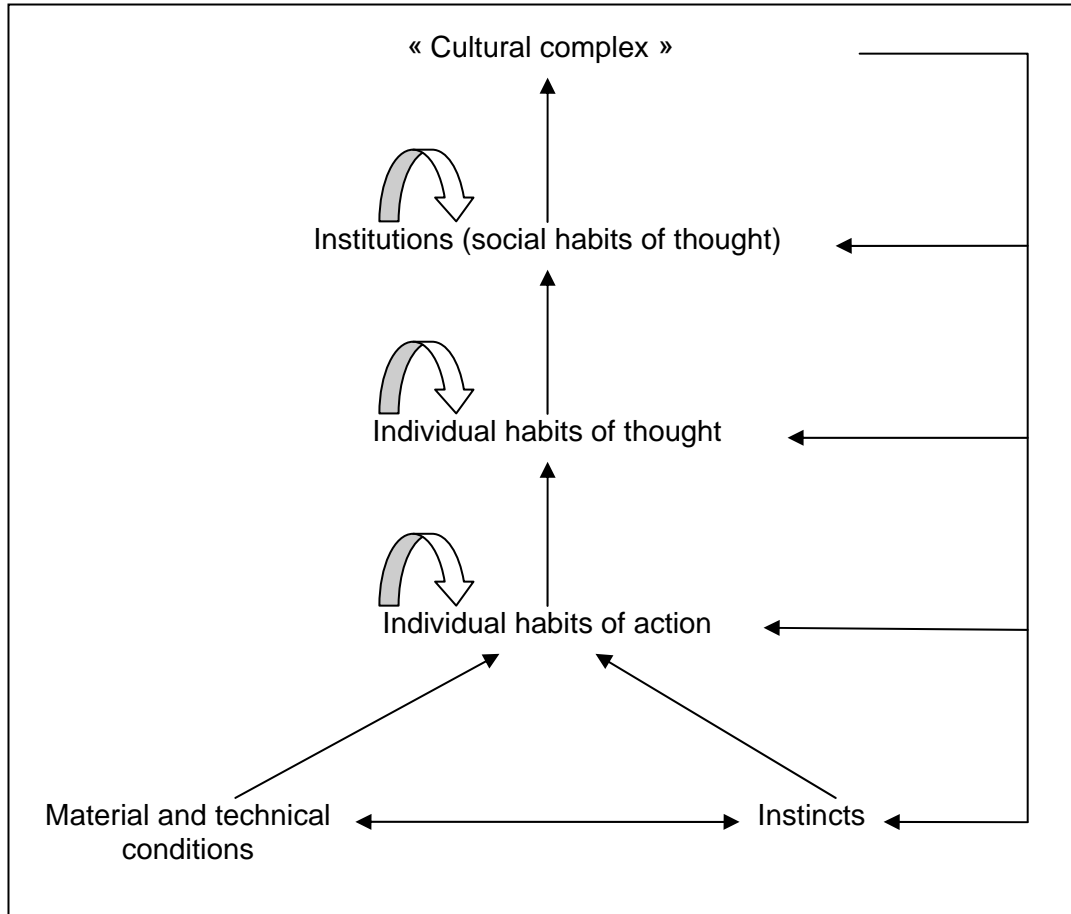 « Cultural complex »
Institutions (social habits of thought)
Individual habits of thought
Individual habits of action
Material and technical
conditions
Instincts